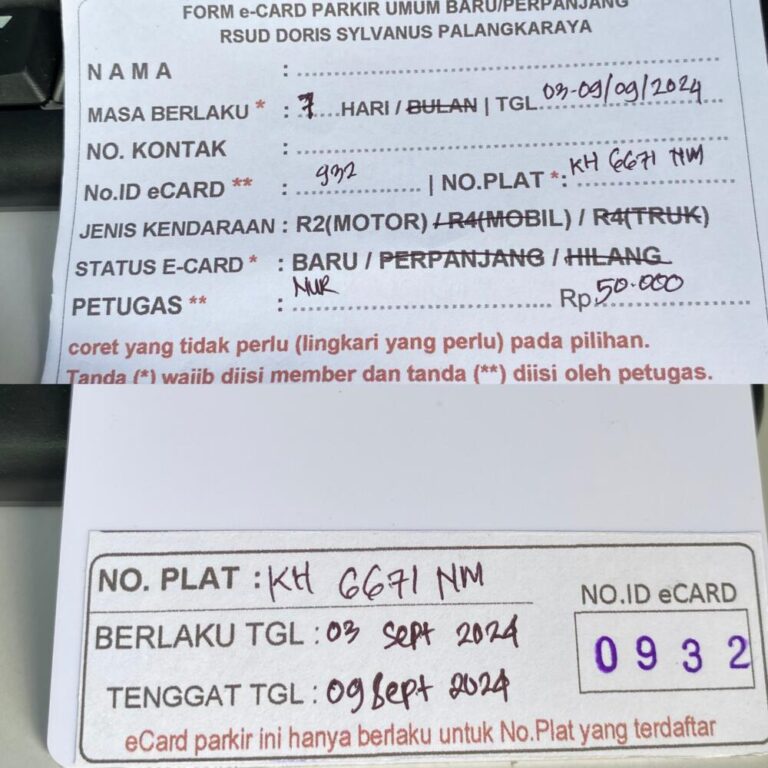 FORM e-CARD PARKIR UMUM BARU/PERPANJANG
RSUD DORIS SYLVANUS PALANGKARAYA
NAMA : ........................
MASA BERLAKU * : 7....HARI / BULAN | TGL. 03-09/09/2024
NO. KONTAK : ........................
No.ID eCARD ** : 932 ........................ | NO.PLAT *: KH 6671 NM
JENIS KENDARAAN : R2(MOTOR) / R4(MOBIL) / R4(TRUK)
STATUS E-CARD * : BARU / PERPANJANG / HILANG
PETUGAS ** : NUR ........................ Rp. 50.000
coret yang tidak perlu (lingkari yang perlu) pada pilihan.
Tanda (*) wajib diisi member dan tanda (**) diisi oleh petugas.
NO. PLAT : KH 6671 NM
NO.ID eCARD
BERLAKU TGL : 03 Sept 2024
0932
TENGGAT TGL : 09 Sept 2024
eCard parkir ini hanya berlaku untuk No.Plat yang terdaftar